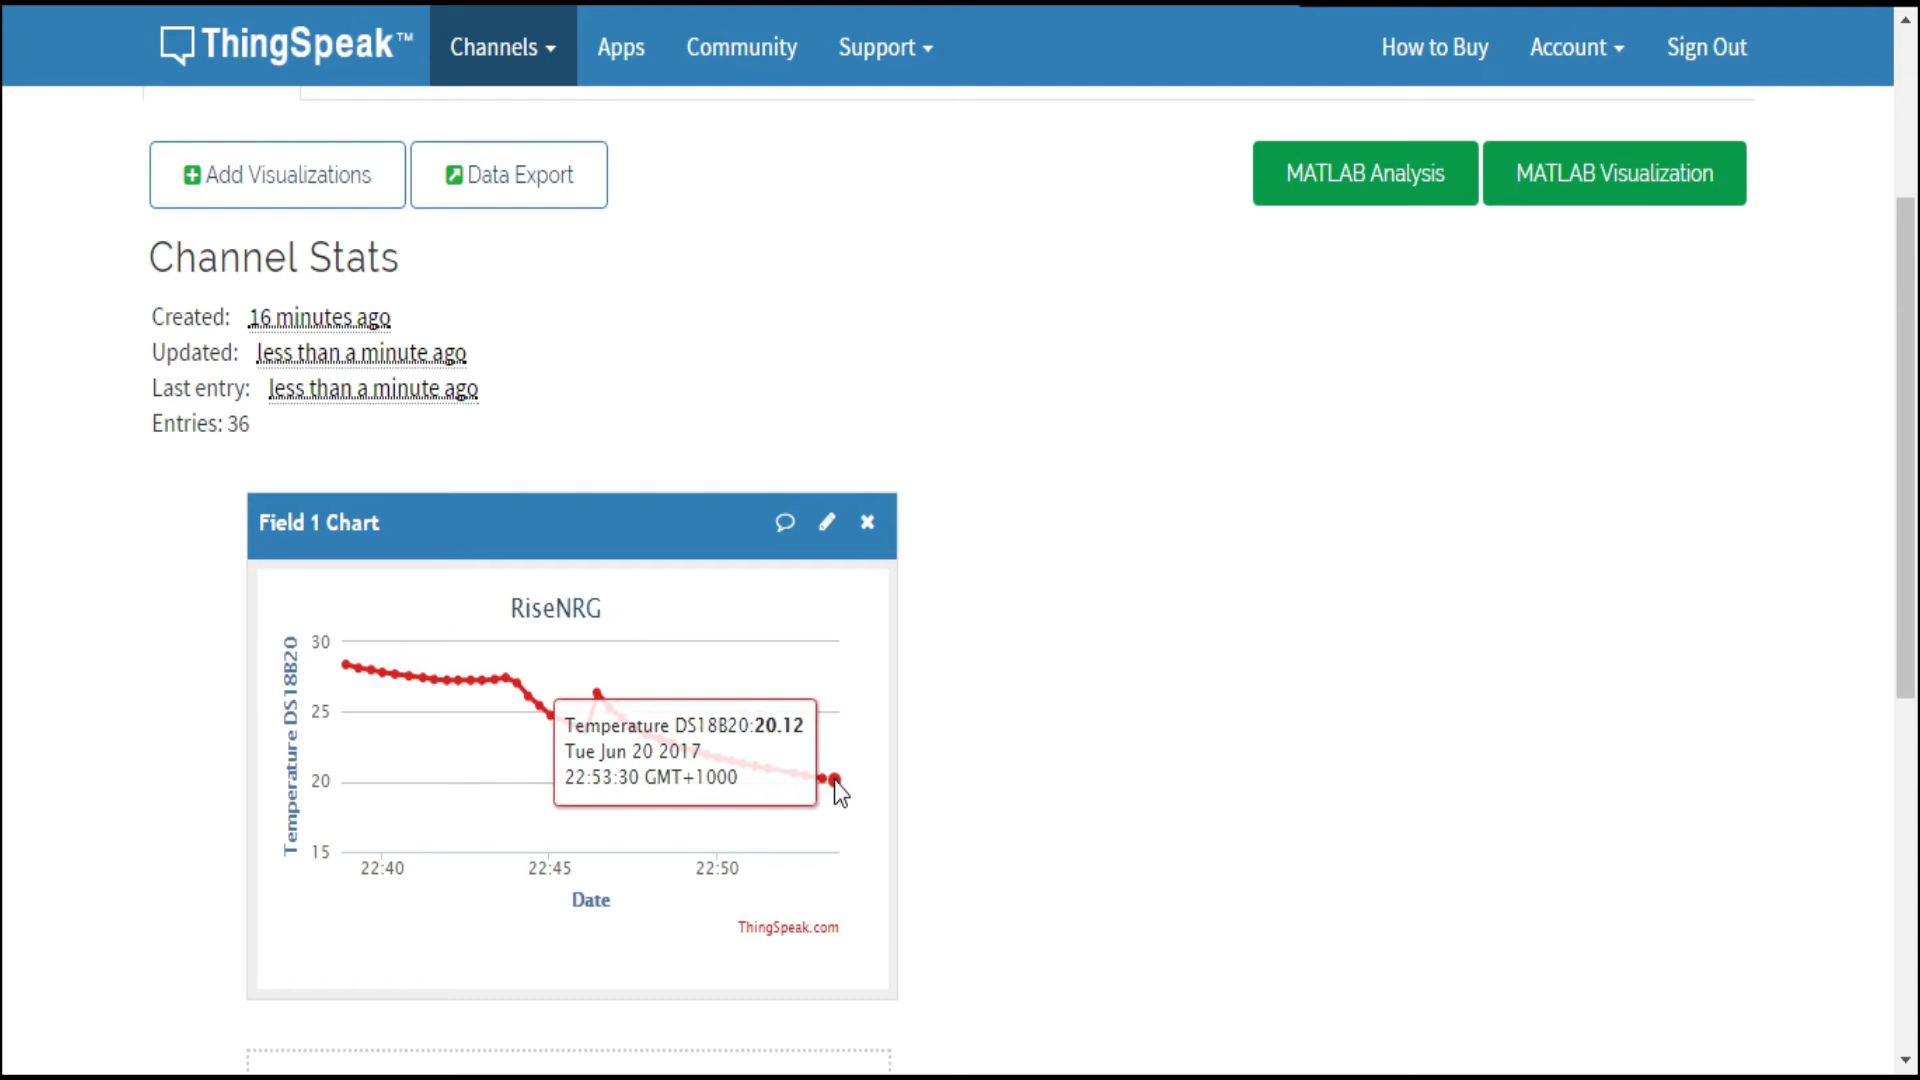 ThingSpeak™ Channels Apps Community Support How to Buy Account Sign Out
Add Visualizations Data Export MATLAB Analysis MATLAB Visualization
Channel Stats
Created: 16 minutes ago
Updated: less than a minute ago
Last entry: less than a minute ago
Entries: 36
Field 1 Chart
RiseNRG
Temperature DS18B20
30
25
20
15
Temperature DS18B20:20.12
Tue Jun 20 2017
22:53:30 GMT+1000
22:40 22:45 22:50
Date
ThingSpeak.com